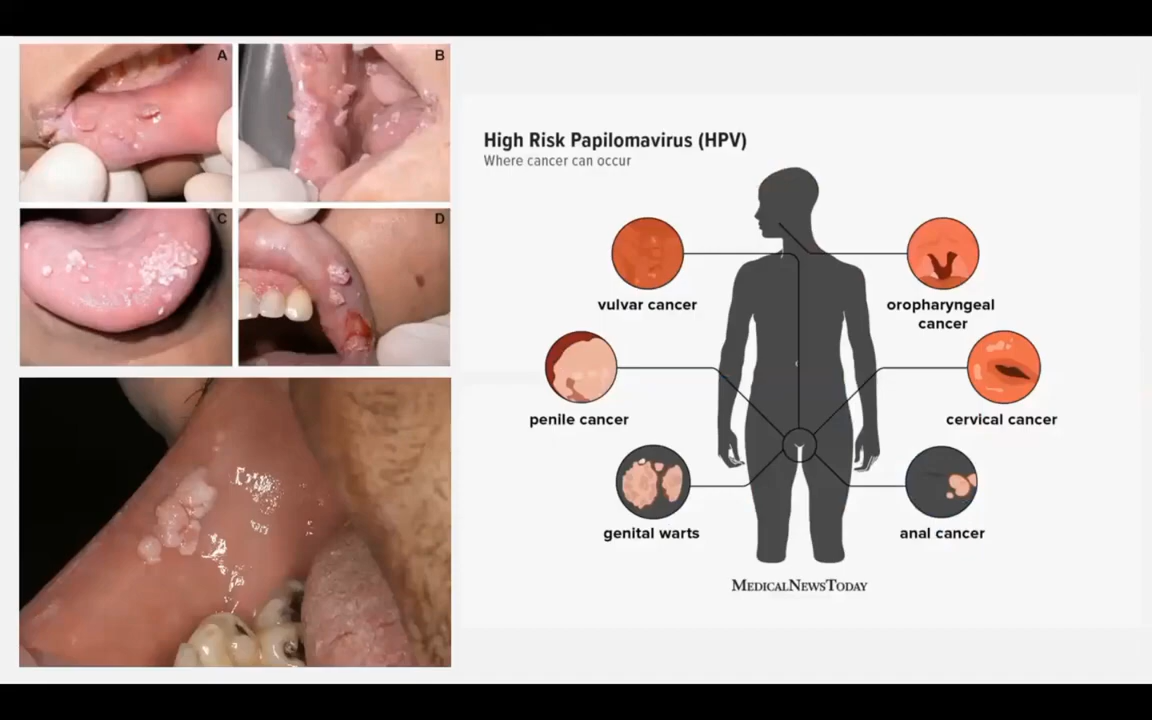 A
B
C
D
High Risk Papilomavirus (HPV)
Where cancer can occur
vulvar cancer
oropharyngeal
cancer
penile cancer
cervical cancer
genital warts
anal cancer
MEDICALNEWSTODAY